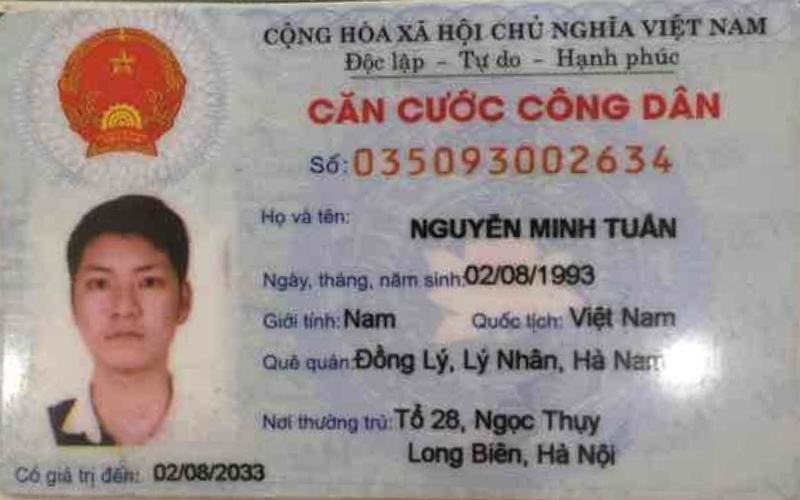 CỘNG HÒA XÃ HỘI CHỦ NGHĨA VIỆT NAM
Độc lập - Tự do - Hạnh phúc
CĂN CƯỚC CÔNG DÂN
Số: 035093002634
Họ và tên: NGUYỄN MINH TUÂN
Ngày, tháng, năm sinh: 02/08/1993
Giới tính: Nam Quốc tịch: Việt Nam
Quê quán: Đồng Lý, Lý Nhân, Hà Nam
Nơi thường trú: Tổ 28, Ngọc Thụy
Long Biên, Hà Nội
Có giá trị đến: 02/08/2033